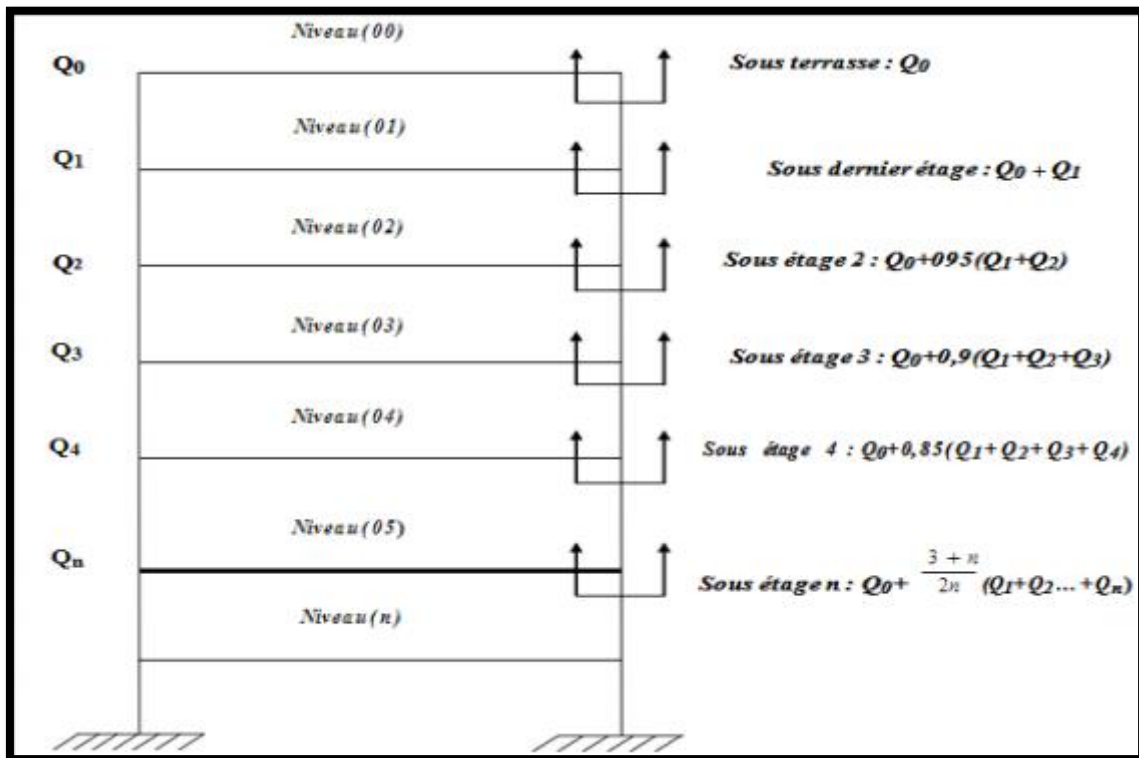 Niveau(00)
Q0
Sous terrasse : Q0
Niveau(01)
Q1
Sous dernier étage : Q0 + Q1
Niveau(02)
Q2
Sous étage 2 : Q0+095(Q1+Q2)
Niveau(03)
Q3
Sous étage 3 : Q0+0,9(Q1+Q2+Q3)
Niveau(04)
Q4
Sous étage 4 : Q0+0,85(Q1+Q2+Q3+Q4)
Niveau(05)
Qn
Sous étage n : Q0+ 3 + n / 2n (Q1+Q2...+Qn)
Niveau(n)